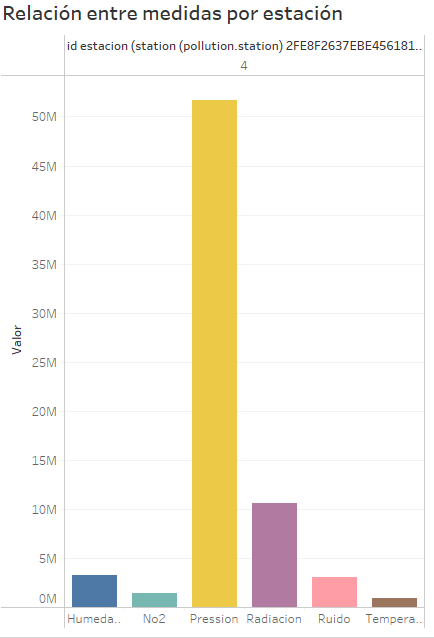 Relación entre medidas por estación
id estacion (station (pollution.station) 2FE8F2637EBE456181..
4
50M
45M
40M
35M
30M
25M
20M
15M
10M
5M
0M
Valor
Humeda.. No2 Pression Radiacion Ruido Tempera..